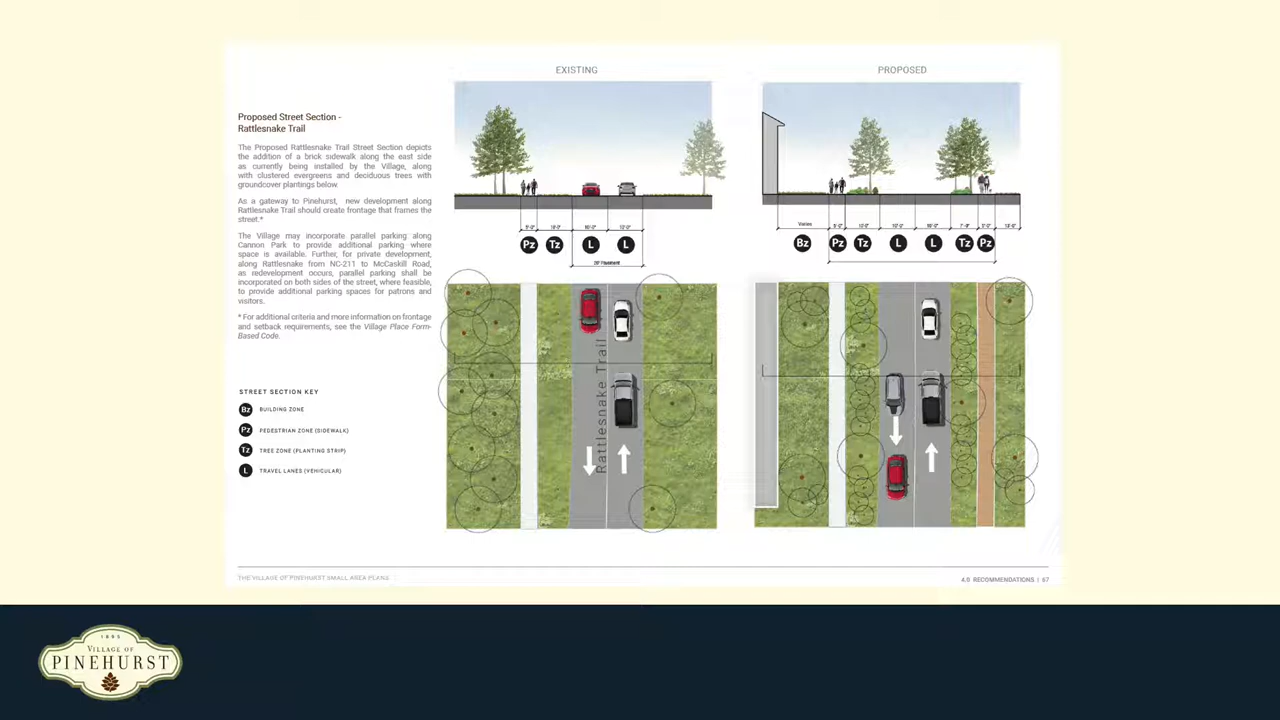 EXISTING
PROPOSED
Proposed Street Section -
Rattlesnake Trail
The Proposed Rattlesnake Trail Street Section depicts
the addition of a brick sidewalk along the east side
as currently being installed by the Village, along
with clustered evergreens and deciduous trees with
groundcover plantings below.
As a gateway to Pinehurst, new development along
Rattlesnake Trail should create frontage that frames the
street.*
The Village may incorporate parallel parking along
Cannon Park to provide additional parking where
space is available. Further, for private development,
along Rattlesnake from NC-211 to McCaskill Road,
as redevelopment occurs, parallel parking shall be
incorporated on both sides of the street, where feasible,
to provide additional parking spaces for patrons and
visitors.
* For additional criteria and more information on frontage
and setback requirements, see the Village Place Form-
Based Code.
STREET SECTION KEY
Bz BUILDING ZONE
Pz PEDESTRIAN ZONE (SIDEWALK)
Tz TREE ZONE (PLANTING STRIP)
L TRAVEL LANES (VEHICULAR)
Pz Tz L L
Varies
Bz Pz Tz L L Tz Pz
Rattlesnake Trail
THE VILLAGE OF PINEHURST SMALL AREA PLANS
4.0 RECOMMENDATIONS | 67
1895
VILLAGE OF
PINEHURST